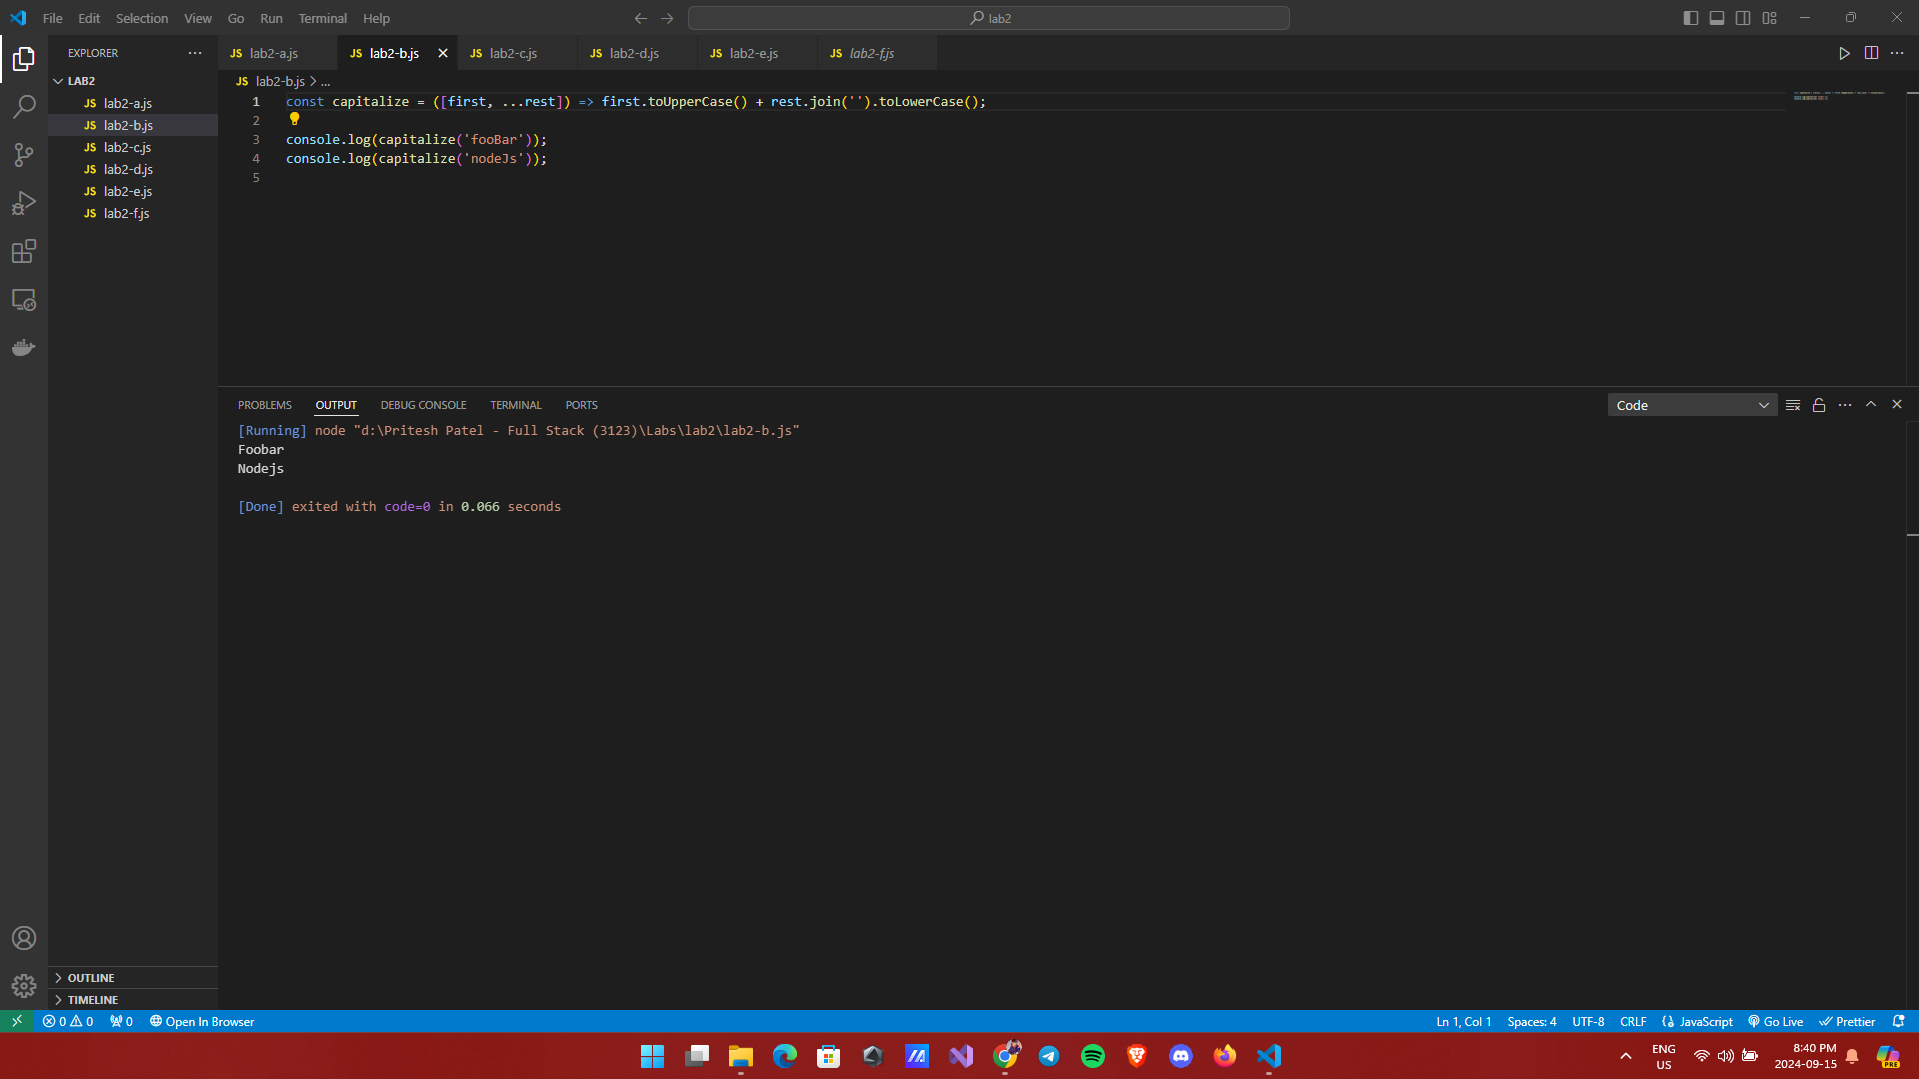 File Edit Selection View Go Run Terminal Help
lab2
EXPLORER
LAB2
JS lab2-a.js
JS lab2-b.js
JS lab2-c.js
JS lab2-d.js
JS lab2-e.js
JS lab2-f.js
OUTLINE
TIMELINE
JS lab2-a.js JS lab2-b.js JS lab2-c.js JS lab2-d.js JS lab2-e.js JS lab2-f.js
JS lab2-b.js > ...
1 const capitalize = ([first, ...rest]) => first.toUpperCase() + rest.join('').toLowerCase();
2
3 console.log(capitalize('fooBar'));
4 console.log(capitalize('nodeJs'));
5
PROBLEMS OUTPUT DEBUG CONSOLE TERMINAL PORTS
Code
[Running] node "d:\Pritesh Patel - Full Stack (3123)\Labs\lab2\lab2-b.js"
Foobar
Nodejs
[Done] exited with code=0 in 0.066 seconds
0 0 0 Open In Browser
Ln 1, Col 1 Spaces: 4 UTF-8 CRLF JavaScript Go Live Prettier
ENG
US
8:40 PM
2024-09-15
PRE